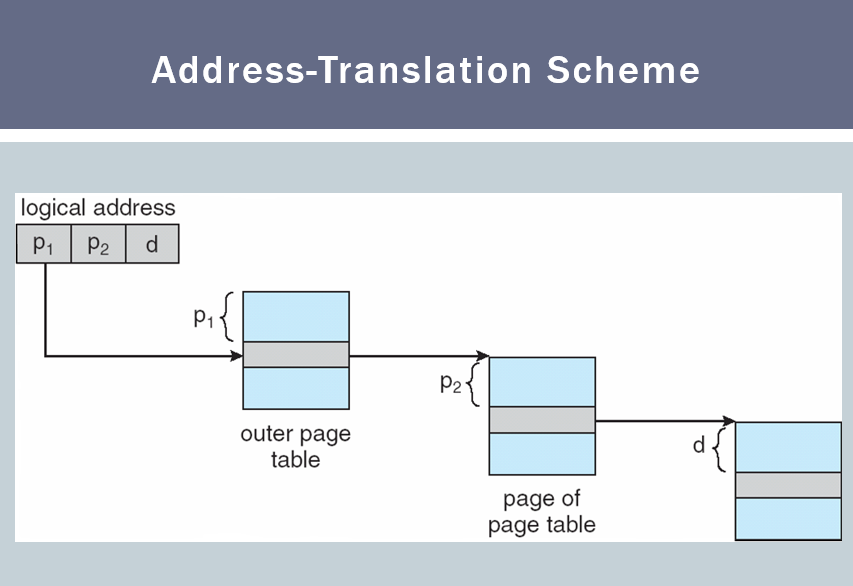 Address-Translation Scheme
logical address
p₁ p₂ d
p₁
p₂
d
outer page
table
page of
page table